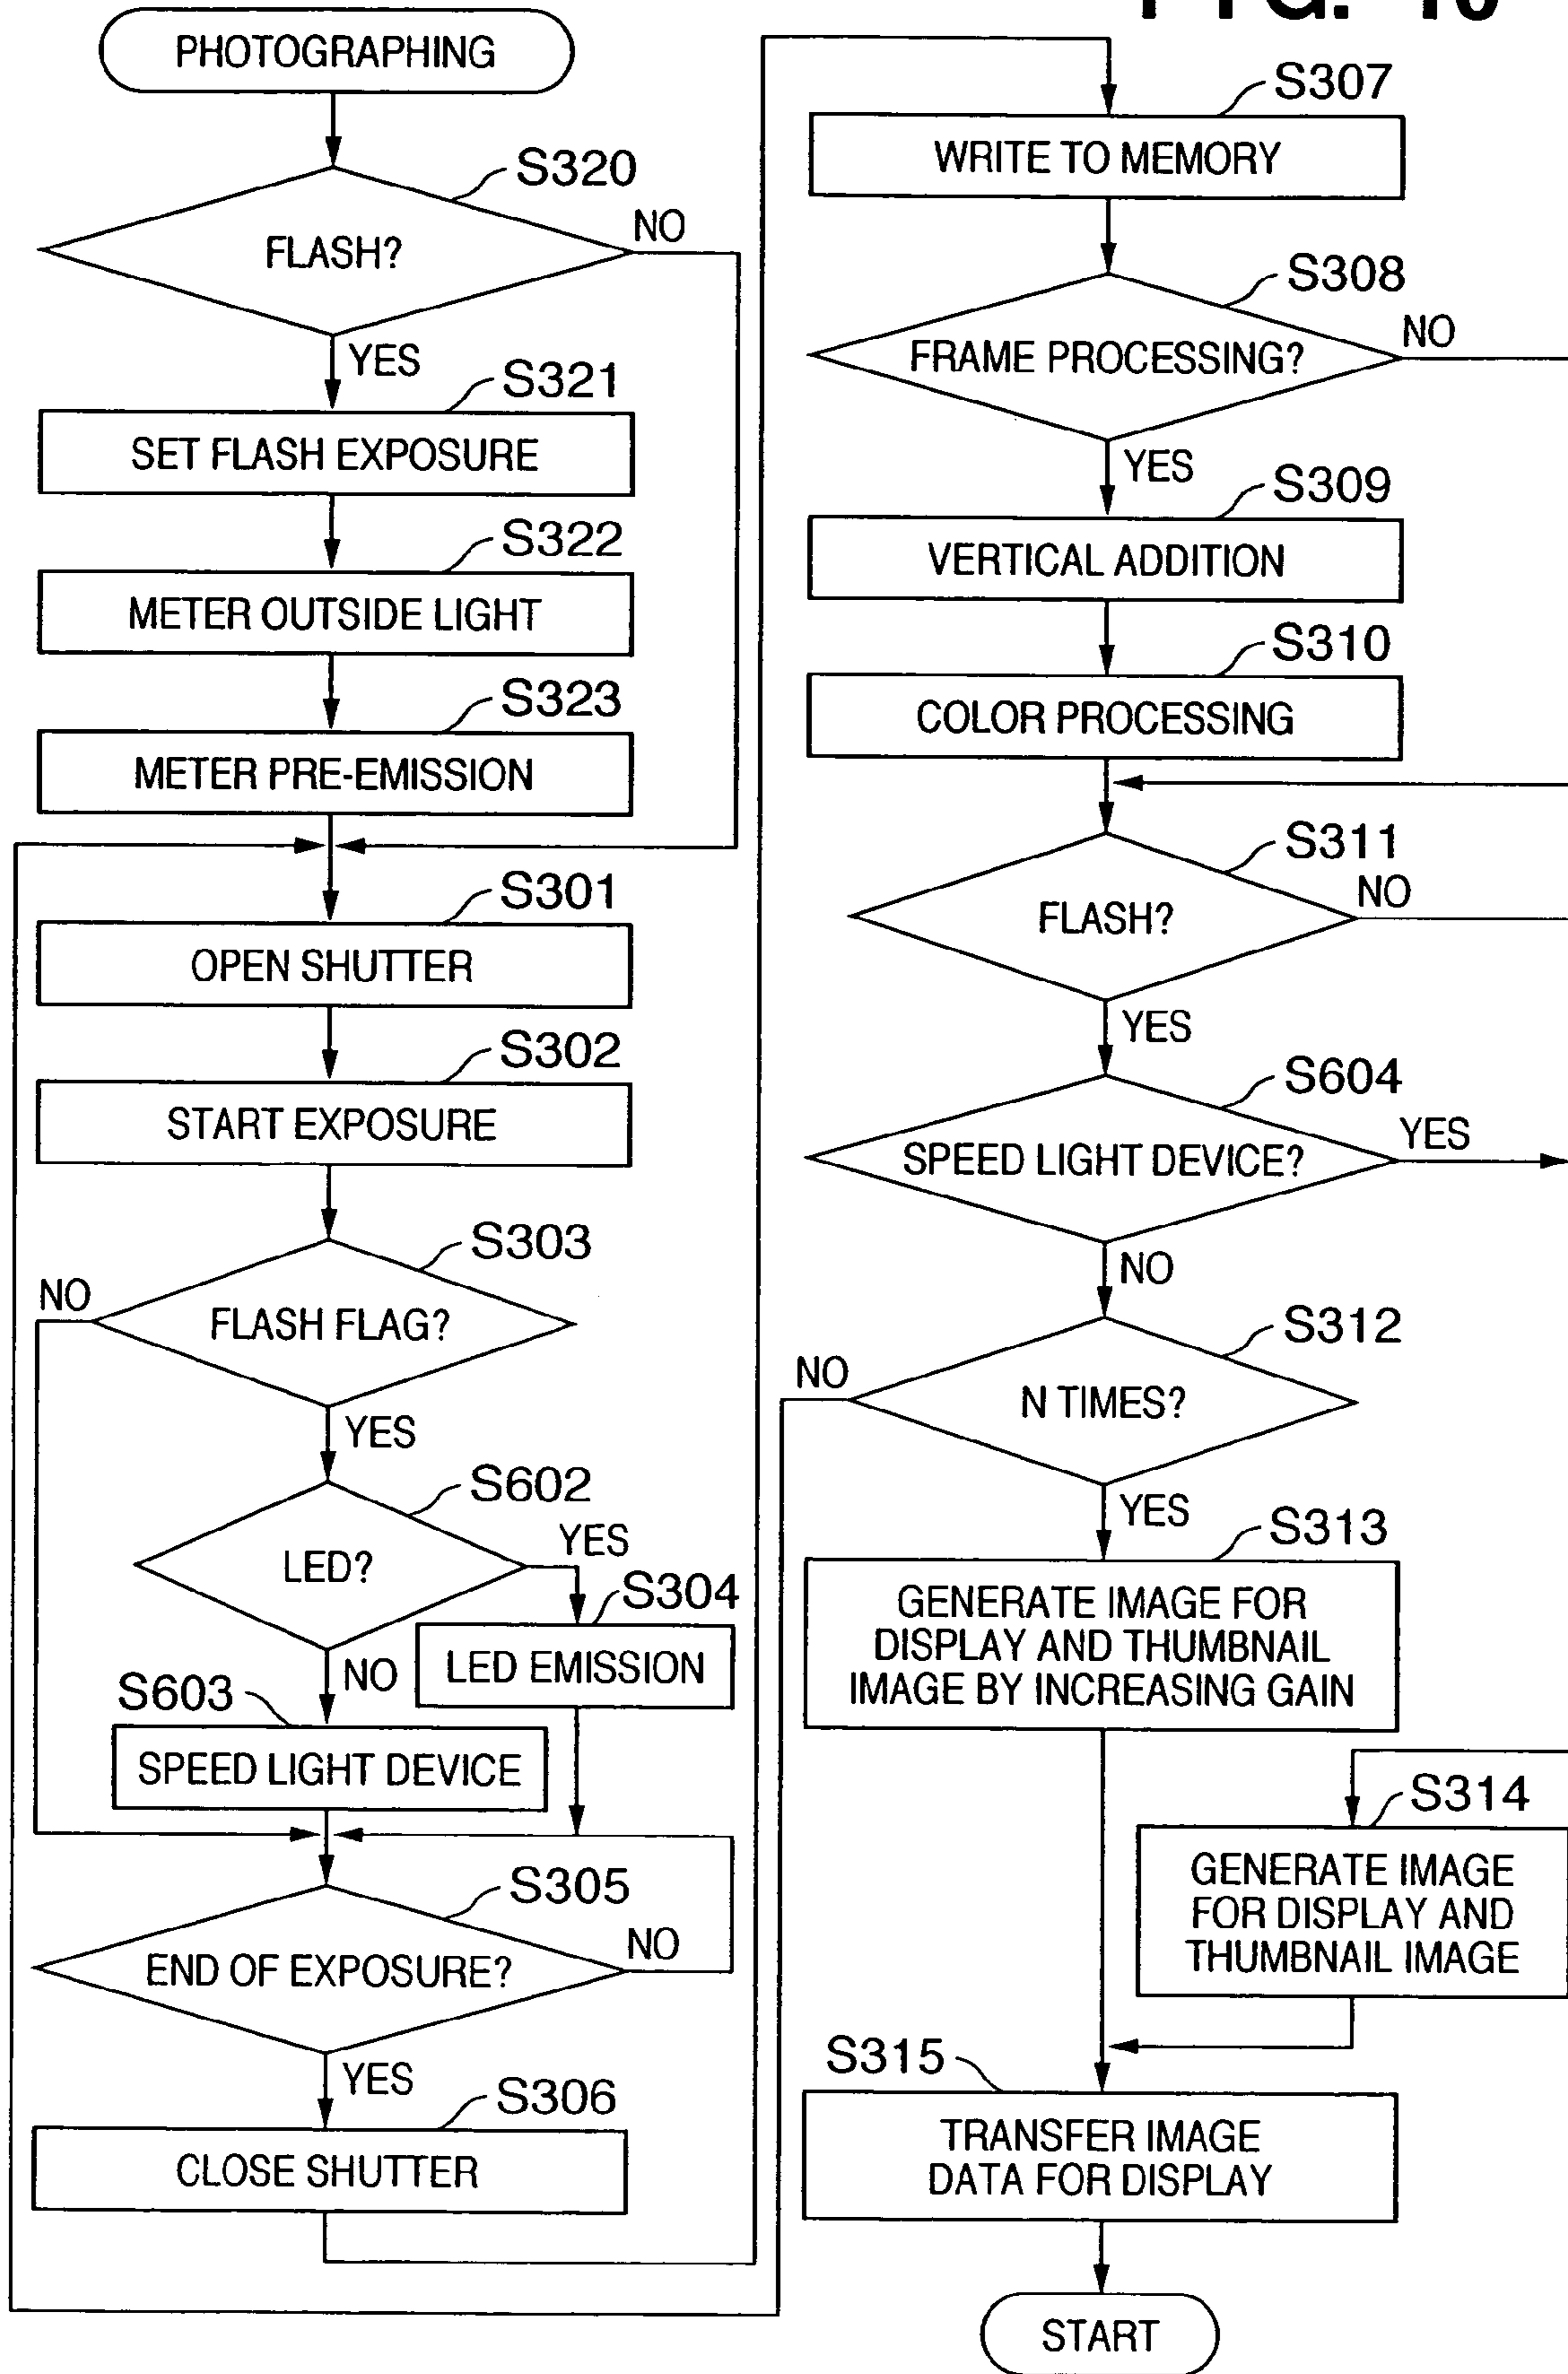 PHOTOGRAPHING
S320
FLASH?
NO
YES
S321
SET FLASH EXPOSURE
S322
METER OUTSIDE LIGHT
S323
METER PRE-EMISSION
S301
OPEN SHUTTER
S302
START EXPOSURE
S303
NO
FLASH FLAG?
YES
S602
LED?
YES
S304
LED EMISSION
NO
S603
SPEED LIGHT DEVICE
S305
END OF EXPOSURE?
NO
YES
S306
CLOSE SHUTTER
S307
WRITE TO MEMORY
S308
FRAME PROCESSING?
NO
YES
S309
VERTICAL ADDITION
S310
COLOR PROCESSING
S311
FLASH?
NO
YES
S604
SPEED LIGHT DEVICE?
YES
NO
S312
NO
N TIMES?
YES
S313
GENERATE IMAGE FOR
DISPLAY AND THUMBNAIL
IMAGE BY INCREASING GAIN
S314
GENERATE IMAGE
FOR DISPLAY AND
THUMBNAIL IMAGE
S315
TRANSFER IMAGE
DATA FOR DISPLAY
START